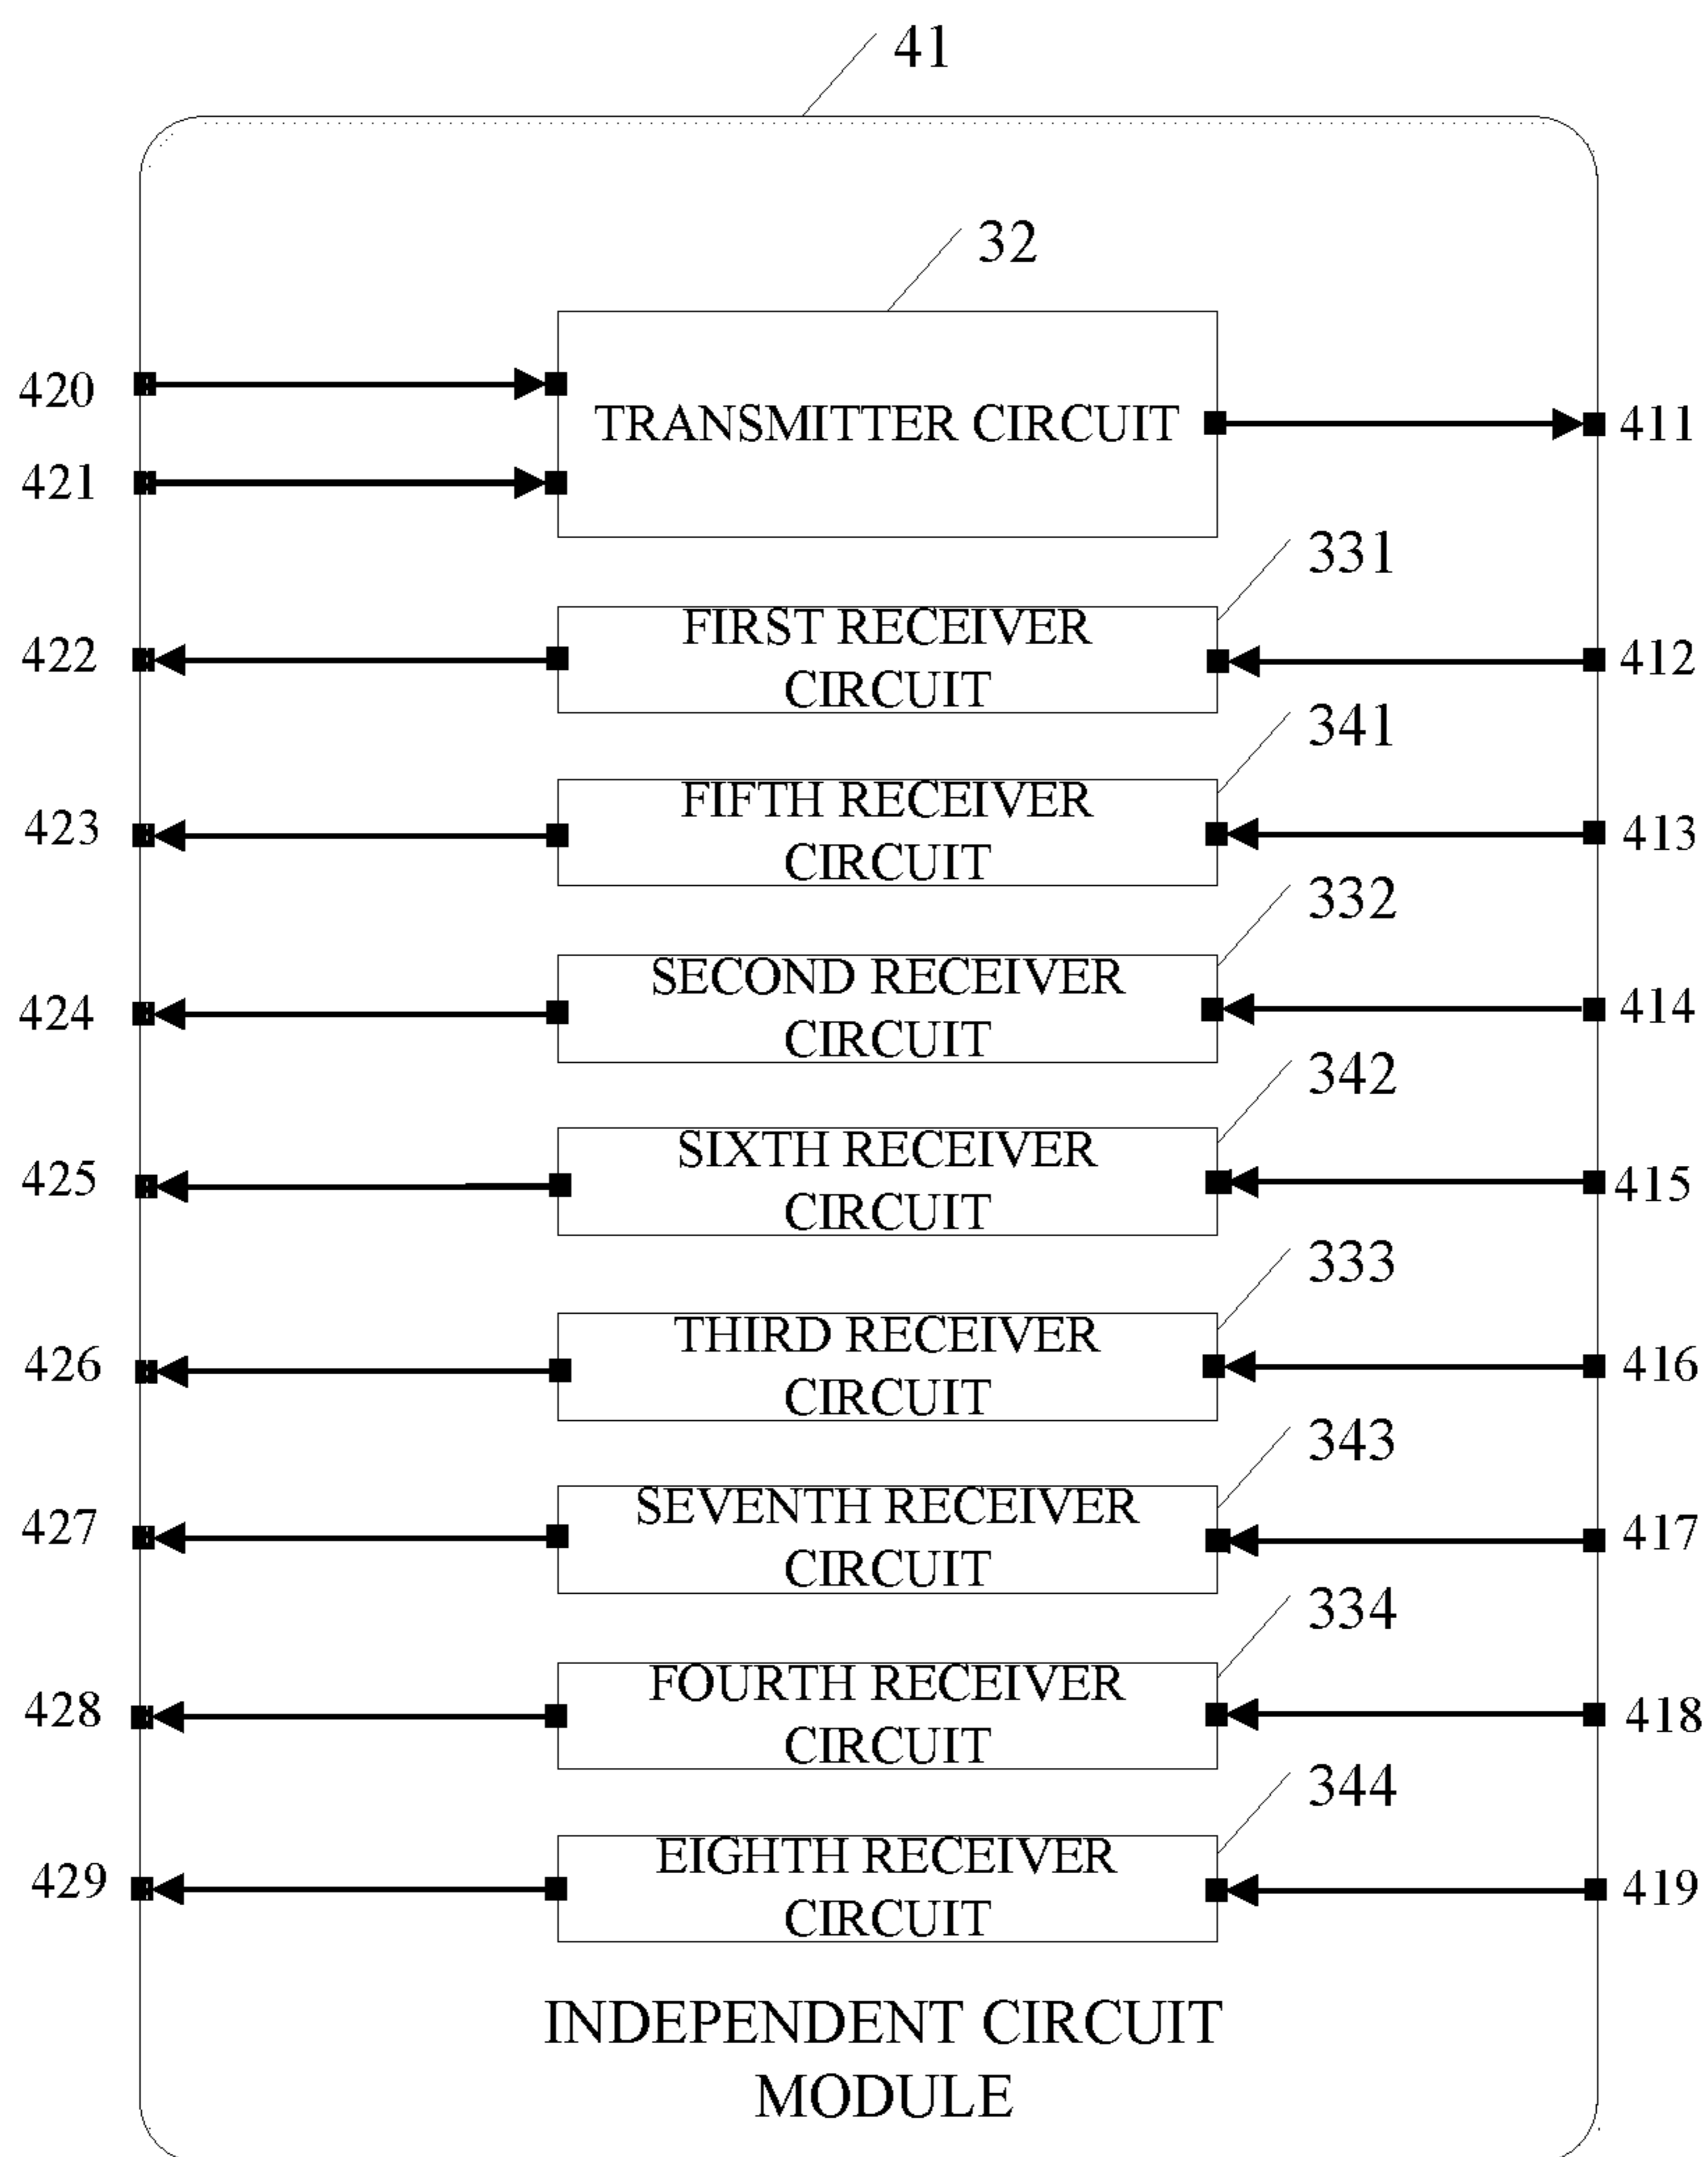 41
32
420
TRANSMITTER CIRCUIT
411
421
331
FIRST RECEIVER
CIRCUIT
422
412
341
FIFTH RECEIVER
CIRCUIT
423
413
332
SECOND RECEIVER
CIRCUIT
424
414
342
SIXTH RECEIVER
CIRCUIT
425
415
333
THIRD RECEIVER
CIRCUIT
426
416
343
SEVENTH RECEIVER
CIRCUIT
427
417
334
FOURTH RECEIVER
CIRCUIT
428
418
344
EIGHTH RECEIVER
CIRCUIT
429
419
INDEPENDENT CIRCUIT
MODULE